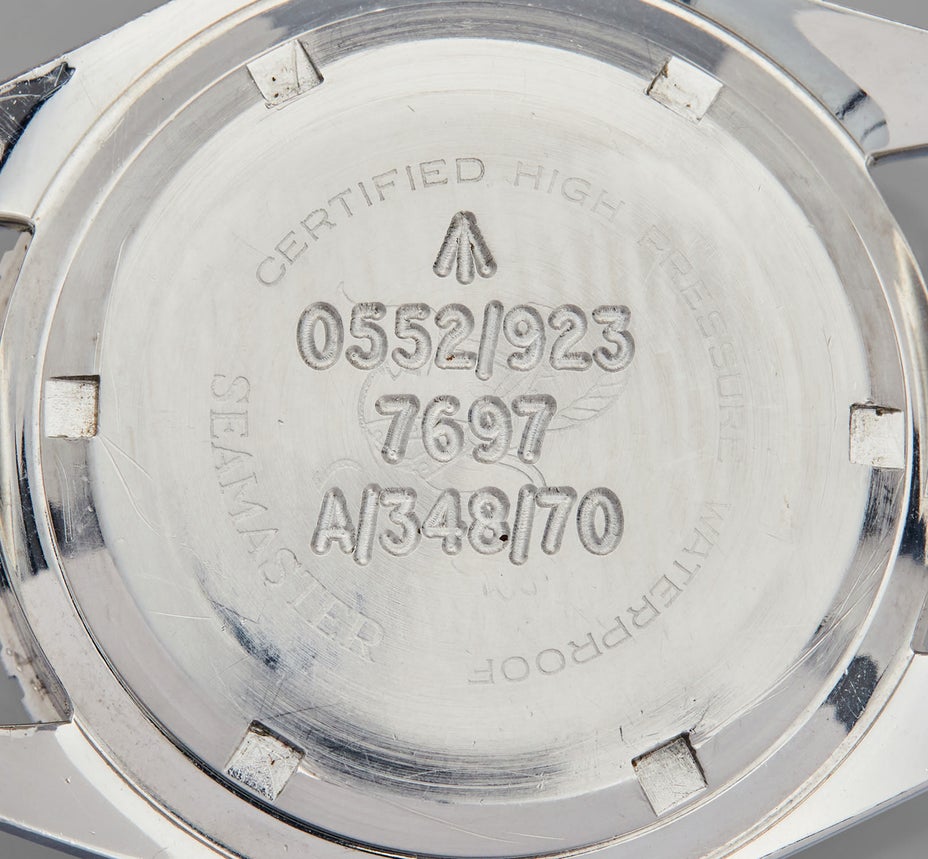 CERTIFIED HIGH PRESSURE WATERPROOF
SEAMASTER
0552/923
7697
A/348/70